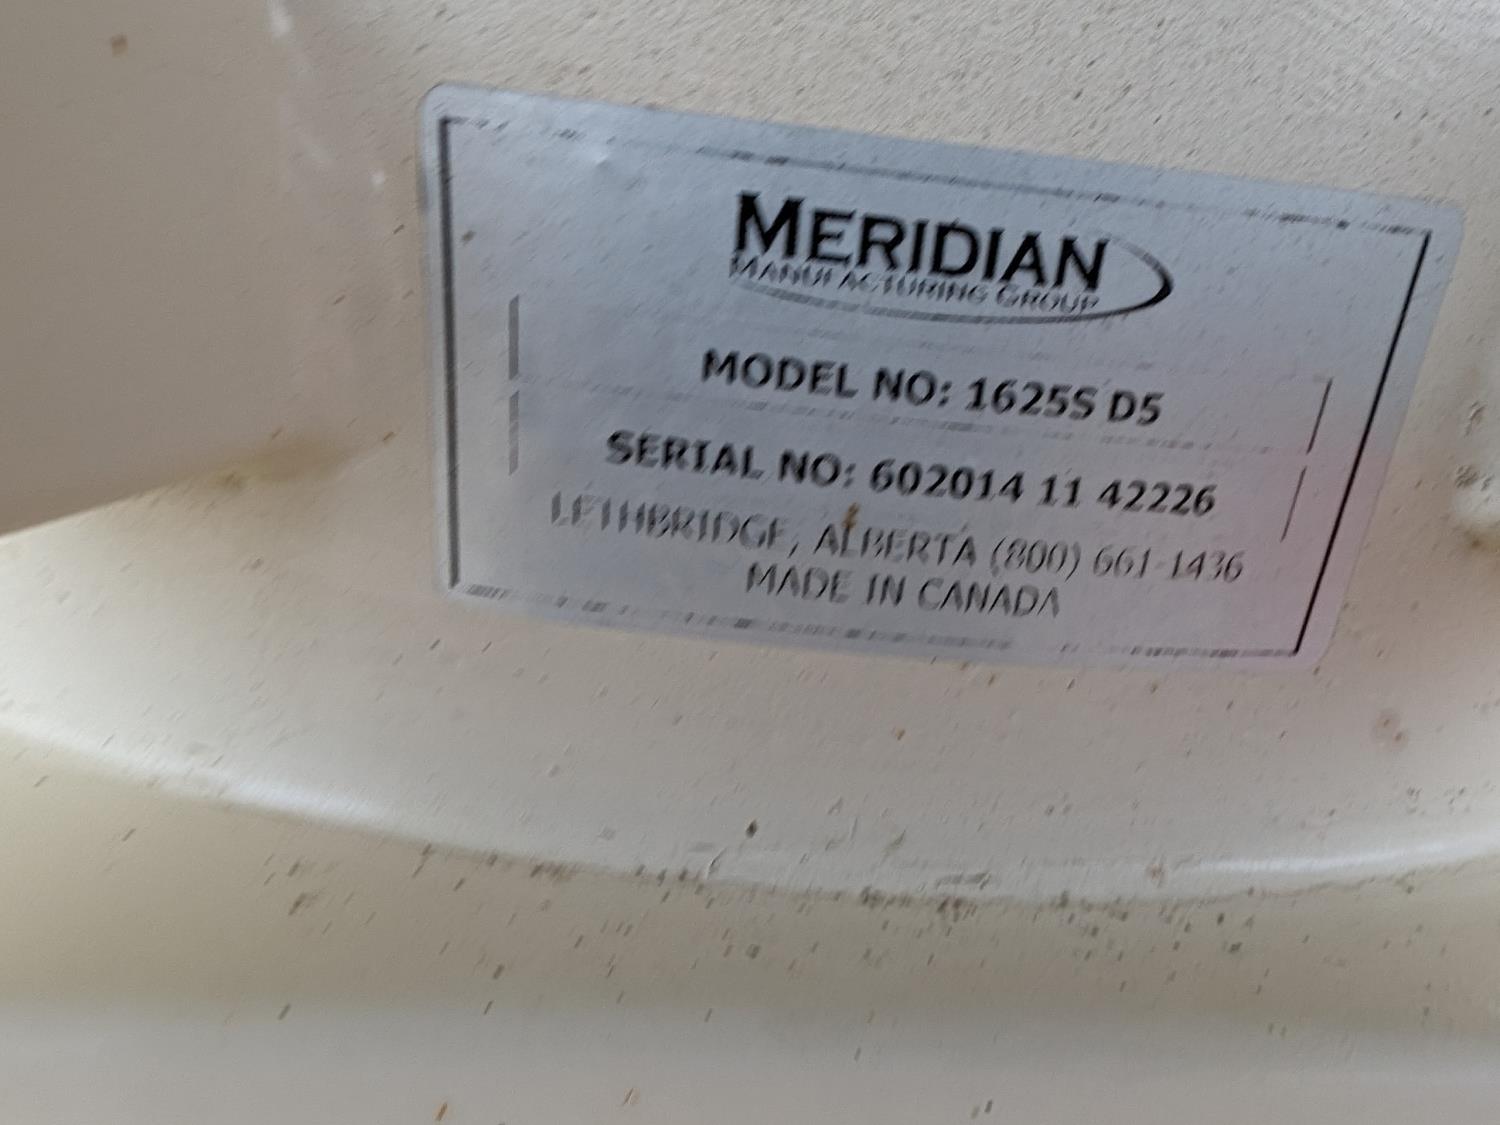 MERIDIAN
MANUFACTURING GROUP
MODEL NO: 1625S D5
SERIAL NO: 602014 11 42226
LETHBRIDGE, ALBERTA (800) 661-1436
MADE IN CANADA